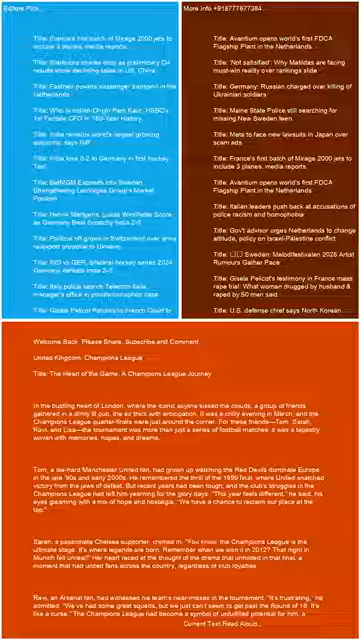 Editors Pick...
Title: France's first batch of Mirage 2000 jets to
include 3 planes, media reports.
Title: Starbucks shares drop as preliminary Q4
results show declining sales in US, China
Title: Fastned powers passenger transport in the
Netherlands
Title: Who is Indian-Origin Pam Kaur, HSBC's
1st Female CFO In 160-Year History
Title: India remains world's largest growing
economy, says IMF
Title: India lose 0-2 to Germany in first hockey
Test
Title: BetMGM Expands into Sweden
Strengthening LeoVegas Group's Market
Position
Title: Henrik Mertgens, Lukas Windfeder Score
as Germany Beat Scratchy India 2-0
Title: Political rift grows in Switzerland over arms
reexport proposal to Ukraine
Title: IND vs GER, bilateral hockey series 2024
Germany defeats India 2-0
Title: Italy police search Telecom Italia
manager's office in prostitution case
Title: Gisele Pelicot Returns to French Court to
More Info +918777677384
Title: Avantium opens world's first FDCA
Flagship Plant in the Netherlands
Title: 'Not satisfied': Why Matildas are facing
must-win reality over rankings slide
Title: Germany: Russian charged over killing of
Ukrainian soldiers
Title: Maine State Police still searching for
missing New Sweden teen
Title: Meta to face new lawsuits in Japan over
scam ads
Title: France's first batch of Mirage 2000 jets to
include 3 planes, media reports.
Title: Avantium opens world's first FDCA
Flagship Plant in the Netherlands
Title: Italian leaders push back at accusations of
police racism and homophobia
Title: Gov't advisor urges Netherlands to change
attitude, policy on Israel-Palestine conflict
Title: Sweden: Melodifestivalen 2025 Artist
Rumours Gather Pace
Title: Gisele Pelicot's testimony in France mass
rape trial: What woman drugged by husband &
raped by 50 men said
Title: U.S. defense chief says North Korean
Welcome Back. Please Share, Subscribe and Comment.
United Kingdom: Champions League
Title: The Heart of the Game: A Champions League Journey
In the bustling heart of London, where the iconic skyline kissed the clouds, a group of friends
gathered in a dimly lit pub, the air thick with anticipation. It was a chilly evening in March, and the
Champions League quarter-finals were just around the corner. For these friends—Tom, Sarah,
Ravi, and Lisa—the tournament was more than just a series of football matches; it was a tapestry
woven with memories, hopes, and dreams.
Tom, a die-hard Manchester United fan, had grown up watching the Red Devils dominate Europe
in the late '90s and early 2000s. He remembered the thrill of the 1999 final, where United snatched
victory from the jaws of defeat. But recent years had been tough, and the club's struggles in the
Champions League had left him yearning for the glory days. "This year feels different," he said, his
eyes gleaming with a mix of hope and nostalgia. "We have a chance to reclaim our place at the
top."
Sarah, a passionate Chelsea supporter, chimed in. "You know, the Champions League is the
ultimate stage. It's where legends are born. Remember when we won it in 2012? That night in
Munich felt unreal!" Her heart raced at the thought of the drama that unfolded in that final, a
moment that had united fans across the country, regardless of club loyalties.
Ravi, an Arsenal fan, had witnessed his team's near-misses in the tournament. "It's frustrating," he
admitted. "We've had some great squads, but we just can't seem to get past the Round of 16. It's
like a curse." The Champions League had become a symbol of unfulfilled potential for him, a
Current Text Read Aloud...